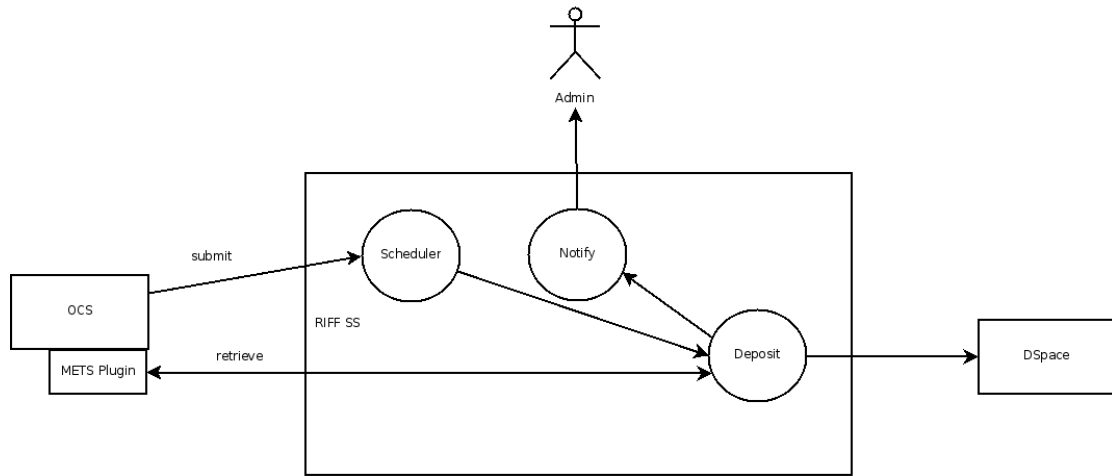 Admin
submit
Scheduler
Notify
OCS
RIFF SS
retrieve
METS Plugin
Deposit
DSpace